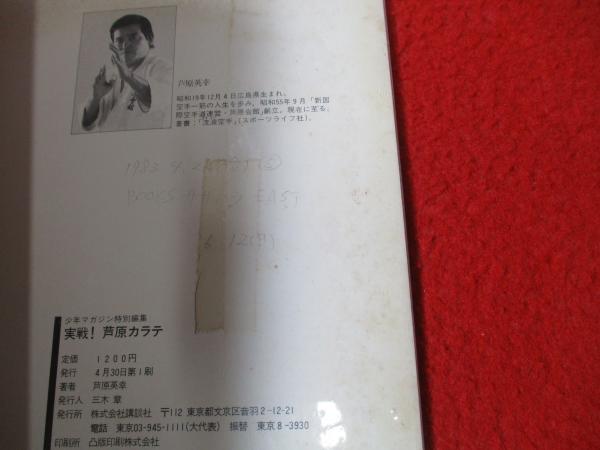 芦原英幸
昭和19年12月4日広島県生まれ。
空手一筋の人生を歩み、昭和55年9月「新国
際空手道連盟・芦原会館」創立。現在に至る。
著書:「流浪空手」(スポーツライフ社)。
1983 4. 2
BOOKS EAST
6. 12(日)
少年マガジン特別編集
実戦!芦原カラテ
定価 1200円
発行 4月30日第1刷
著者 芦原英幸
発行人 三木 章
発行所 株式会社講談社 〒112 東京都文京区音羽2-12-21
電話 東京03-945-1111(大代表) 振替 東京8-3930
印刷所 凸版印刷株式会社